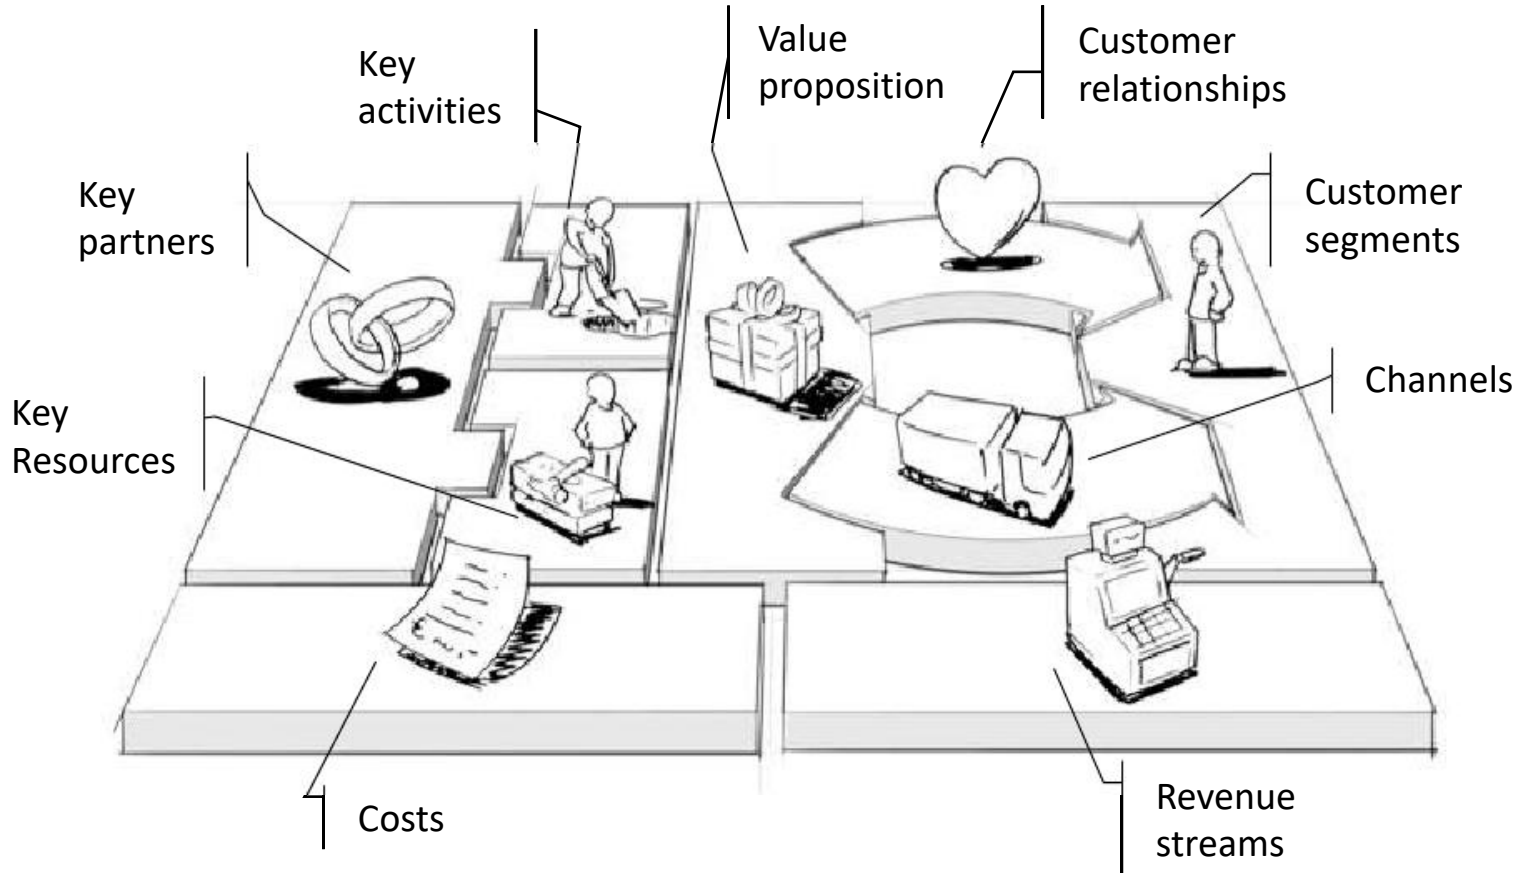 Value
proposition
Customer
relationships
Key
activities
Key
partners
Customer
segments
Channels
Key
Resources
Costs
Revenue
streams